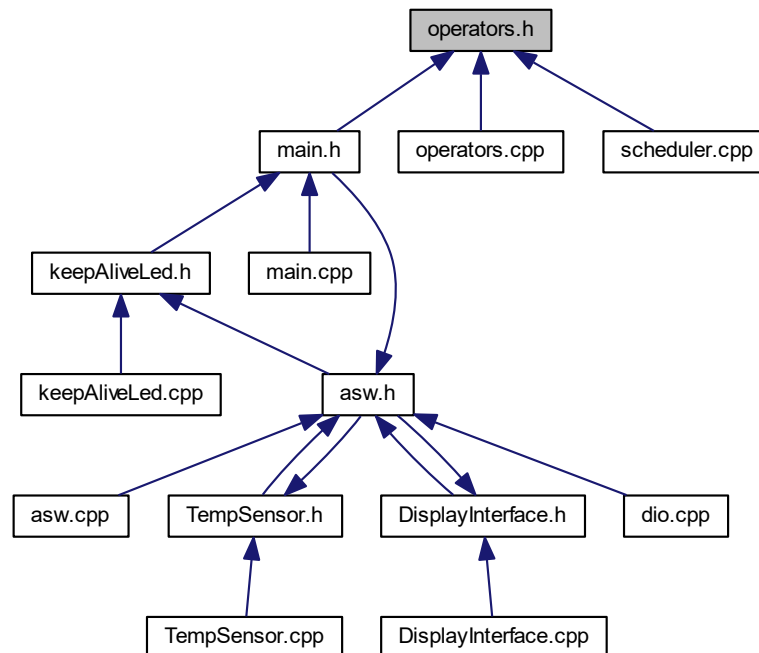 operators.h
main.h
operators.cpp
scheduler.cpp
keepAliveLed.h
main.cpp
keepAliveLed.cpp
asw.h
asw.cpp
TempSensor.h
DisplayInterface.h
dio.cpp
TempSensor.cpp
DisplayInterface.cpp